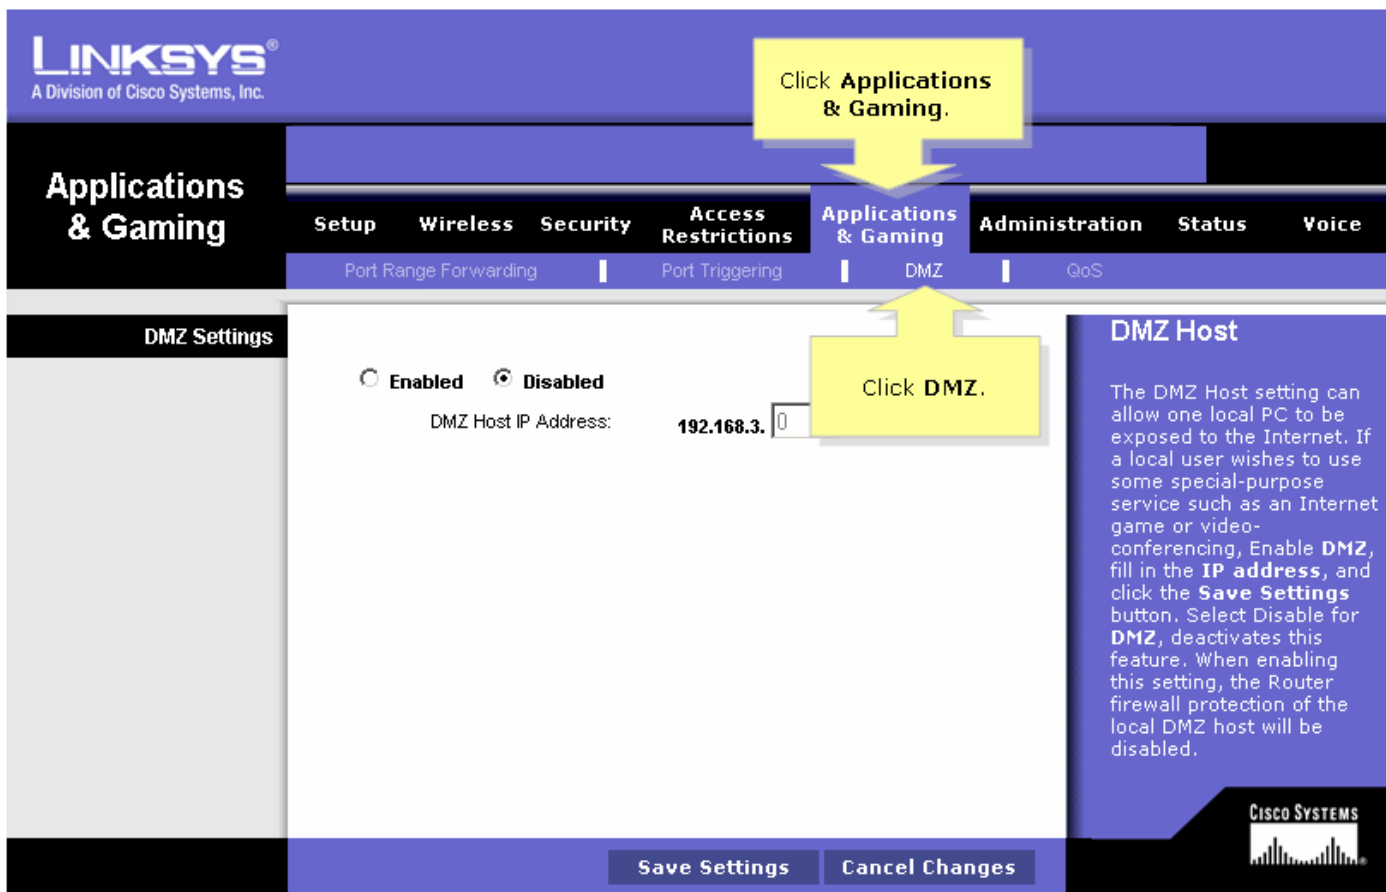 LINKSYS®
A Division of Cisco Systems, Inc.
Click Applications
& Gaming.
Applications
& Gaming
Setup Wireless Security Access Restrictions Applications & Gaming Administration Status Voice
Port Range Forwarding Port Triggering DMZ QoS
DMZ Settings
Enabled Disabled
DMZ Host IP Address: 192.168.3. 0
Click DMZ.
DMZ Host
The DMZ Host setting can
allow one local PC to be
exposed to the Internet. If
a local user wishes to use
some special-purpose
service such as an Internet
game or video-
conferencing, Enable DMZ,
fill in the IP address, and
click the Save Settings
button. Select Disable for
DMZ, deactivates this
feature. When enabling
this setting, the Router
firewall protection of the
local DMZ host will be
disabled.
CISCO SYSTEMS
Save Settings Cancel Changes